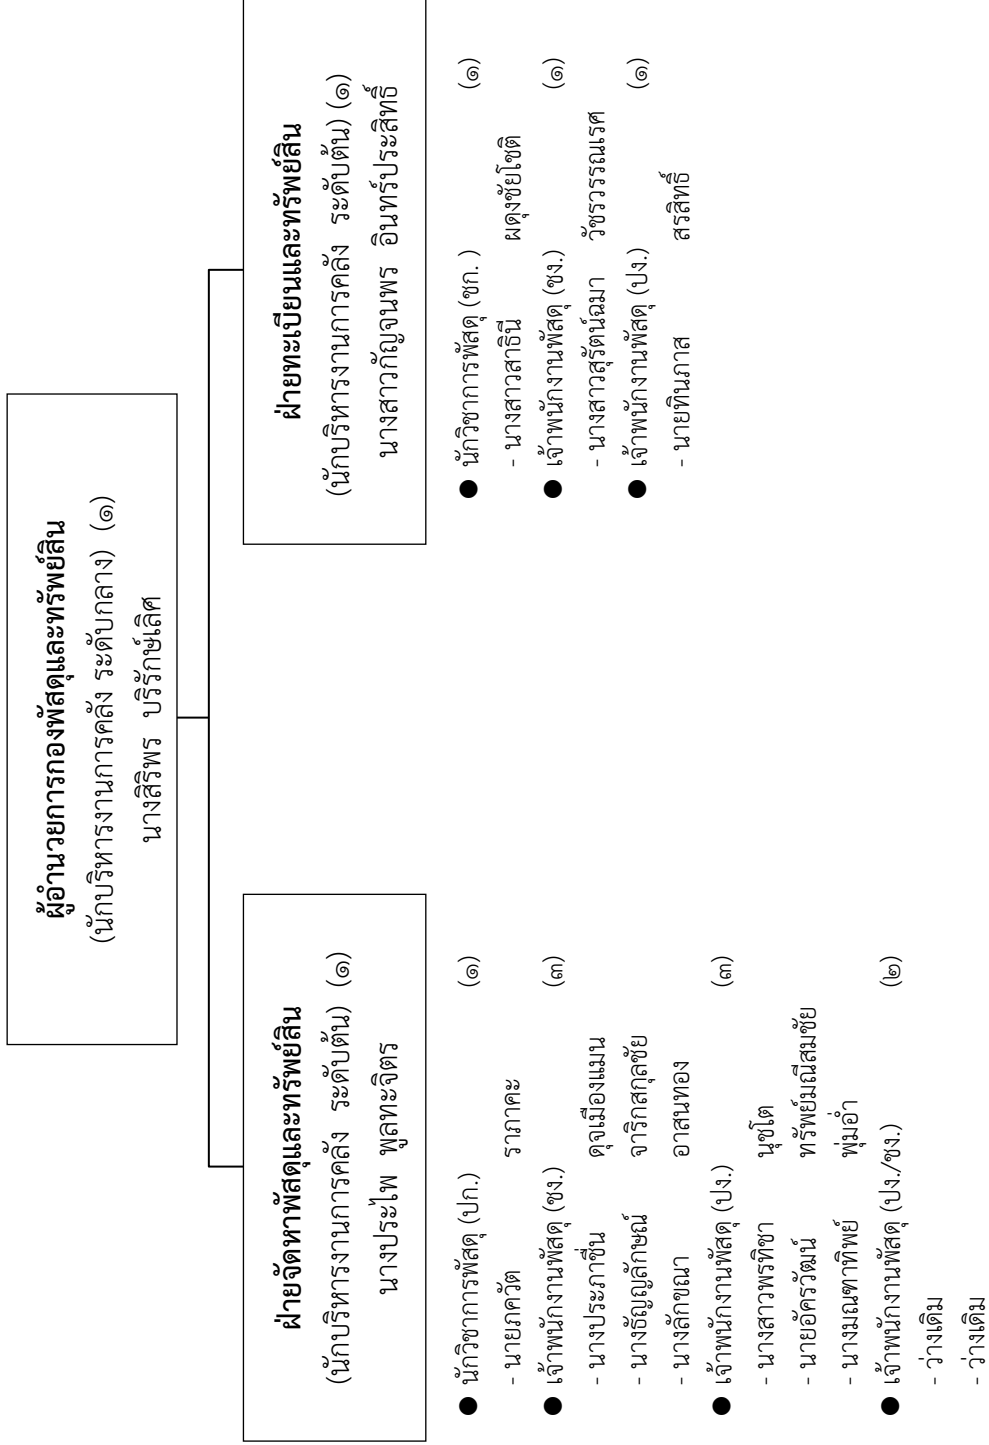 ผู้อำนวยการกองพัสดุและทรัพย์สิน
(นักบริหารงานการคลัง ระดับกลาง) (๑)
นางสิริพร บริรักษ์เลิศ
ฝ่ายจัดหาพัสดุและทรัพย์สิน
(นักบริหารงานการคลัง ระดับต้น) (๑)
นางประไพ พูลทะจิตร
● นักวิชาการพัสดุ (ปก.) (๑)
- นายภควัต ราภาคะ
● เจ้าพนักงานพัสดุ (ชง.) (๓)
- นางประภาชื่น ดุจเมืองแมน
- นางธัญญลักษณ์ จาริกสกุลชัย
- นางลักขณา อาสนทอง
● เจ้าพนักงานพัสดุ (ปง.) (๓)
- นางสาวพรทิชา นุชโต
- นายอัครวัฒน์ ทรัพย์มณีสมชัย
- นางมณฑาทิพย์ พุ่มอ่ำ
● เจ้าพนักงานพัสดุ (ปง./ชง.) (๒)
- ว่างเดิม
- ว่างเดิม
ฝ่ายทะเบียนและทรัพย์สิน
(นักบริหารงานการคลัง ระดับต้น) (๑)
นางสาวกัญจนพร อินทร์ประสิทธิ์
● นักวิชาการพัสดุ (ชก. ) (๑)
- นางสาวสาธินี ผดุงชัยโชติ
● เจ้าพนักงานพัสดุ (ชง.) (๑)
- นางสาวสุรัตน์ฉมา วัชรวรรณเรศ
● เจ้าพนักงานพัสดุ (ปง.) (๑)
- นายทินภาส สรสิทธิ์